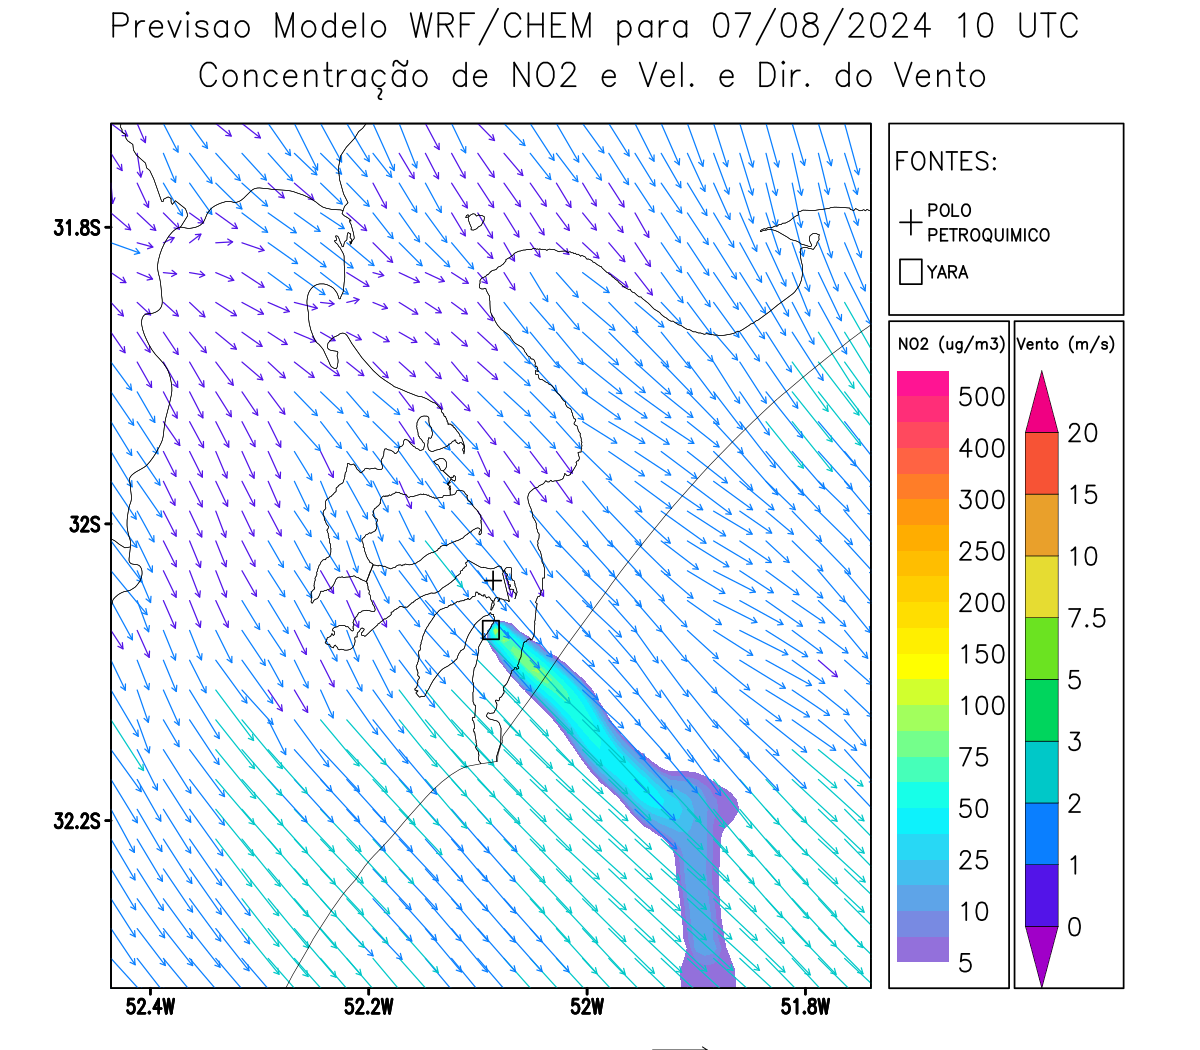 Previsao Modelo WRF/CHEM para 07/08/2024 10 UTC
Concentração de NO2 e Vel. e Dir. do Vento
FONTES:
POLO
PETROQUIMICO
YARA
31.8S
32S
32.2S
52.4W
52.2W
52W
51.8W
NO2 (ug/m3)
500
400
300
250
200
150
100
75
50
25
10
5
Vento (m/s)
20
15
10
7.5
5
3
2
1
0